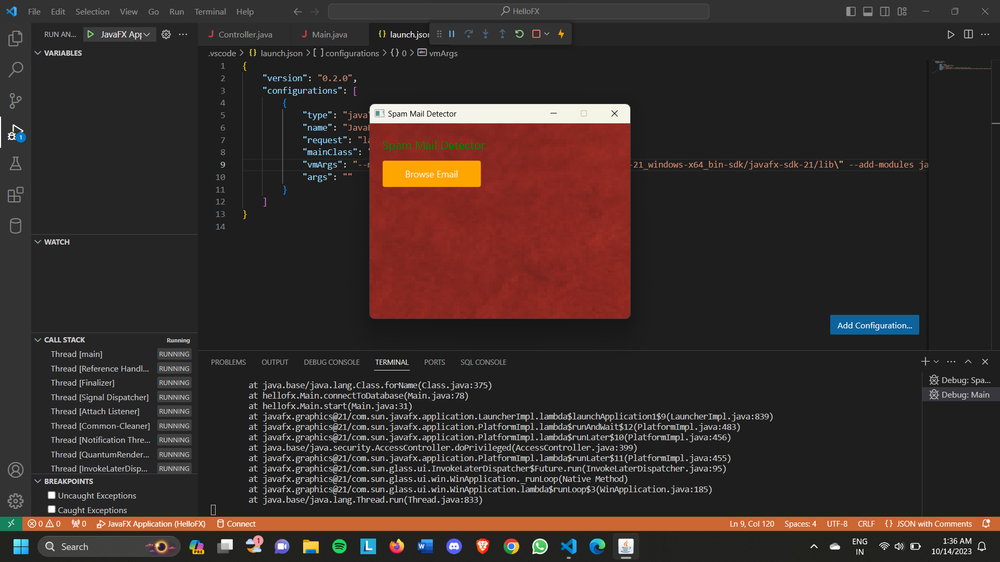 File Edit Selection View Go Run Terminal Help
HelloFX
RUN AN... JavaFX App
Controller.java
Main.java
{} launch.json
.vscode > {} launch.json > [ ] configurations > {} 0 > vmArgs
VARIABLES
WATCH
CALL STACK Running
Thread [main] RUNNING
Thread [Reference Handl... RUNNING
Thread [Finalizer] RUNNING
Thread [Signal Dispatcher] RUNNING
Thread [Attach Listener] RUNNING
Thread [Common-Cleaner] RUNNING
Thread [Notification Thre... RUNNING
Thread [QuantumRender... RUNNING
Thread [InvokeLaterDisp... RUNNING
BREAKPOINTS
Uncaught Exceptions
Caught Exceptions
1
1 {
2 "version": "0.2.0",
3 "configurations": [
4 {
5 "type": "java
6 "name": "Java
7 "request": "la
8 "mainClass": "
9 "vmArgs": "-- -21_windows-x64_bin-sdk/javafx-sdk-21/lib\" --add-modules ja
10 "args": ""
11 }
12 ]
13 }
14
Spam Mail Detector
Spam Mail Detector
Browse Email
Add Configuration...
PROBLEMS OUTPUT DEBUG CONSOLE TERMINAL PORTS SQL CONSOLE
at java.base/java.lang.Class.forName(Class.java:375)
at hellofx.Main.connectToDatabase(Main.java:78)
at hellofx.Main.start(Main.java:31)
at javafx.graphics@21/com.sun.javafx.application.LauncherImpl.lambda$launchApplication1$9(LauncherImpl.java:839)
at javafx.graphics@21/com.sun.javafx.application.PlatformImpl.lambda$runAndWait$12(PlatformImpl.java:483)
at javafx.graphics@21/com.sun.javafx.application.PlatformImpl.lambda$runLater$10(PlatformImpl.java:456)
at java.base/java.security.AccessController.doPrivileged(AccessController.java:399)
at javafx.graphics@21/com.sun.javafx.application.PlatformImpl.lambda$runLater$11(PlatformImpl.java:455)
at javafx.graphics@21/com.sun.glass.ui.InvokeLaterDispatcher$Future.run(InvokeLaterDispatcher.java:95)
at javafx.graphics@21/com.sun.glass.ui.win.WinApplication._runLoop(Native Method)
at javafx.graphics@21/com.sun.glass.ui.win.WinApplication.lambda$runLoop$3(WinApplication.java:185)
at java.base/java.lang.Thread.run(Thread.java:833)
Debug: Spa...
Debug: Main
0 0 0 JavaFX Application (HelloFX) Connect
Ln 9, Col 120 Spaces: 4 UTF-8 CRLF {} JSON with Comments
Search
PRE
1
ENG
IN
1:36 AM
10/14/2023